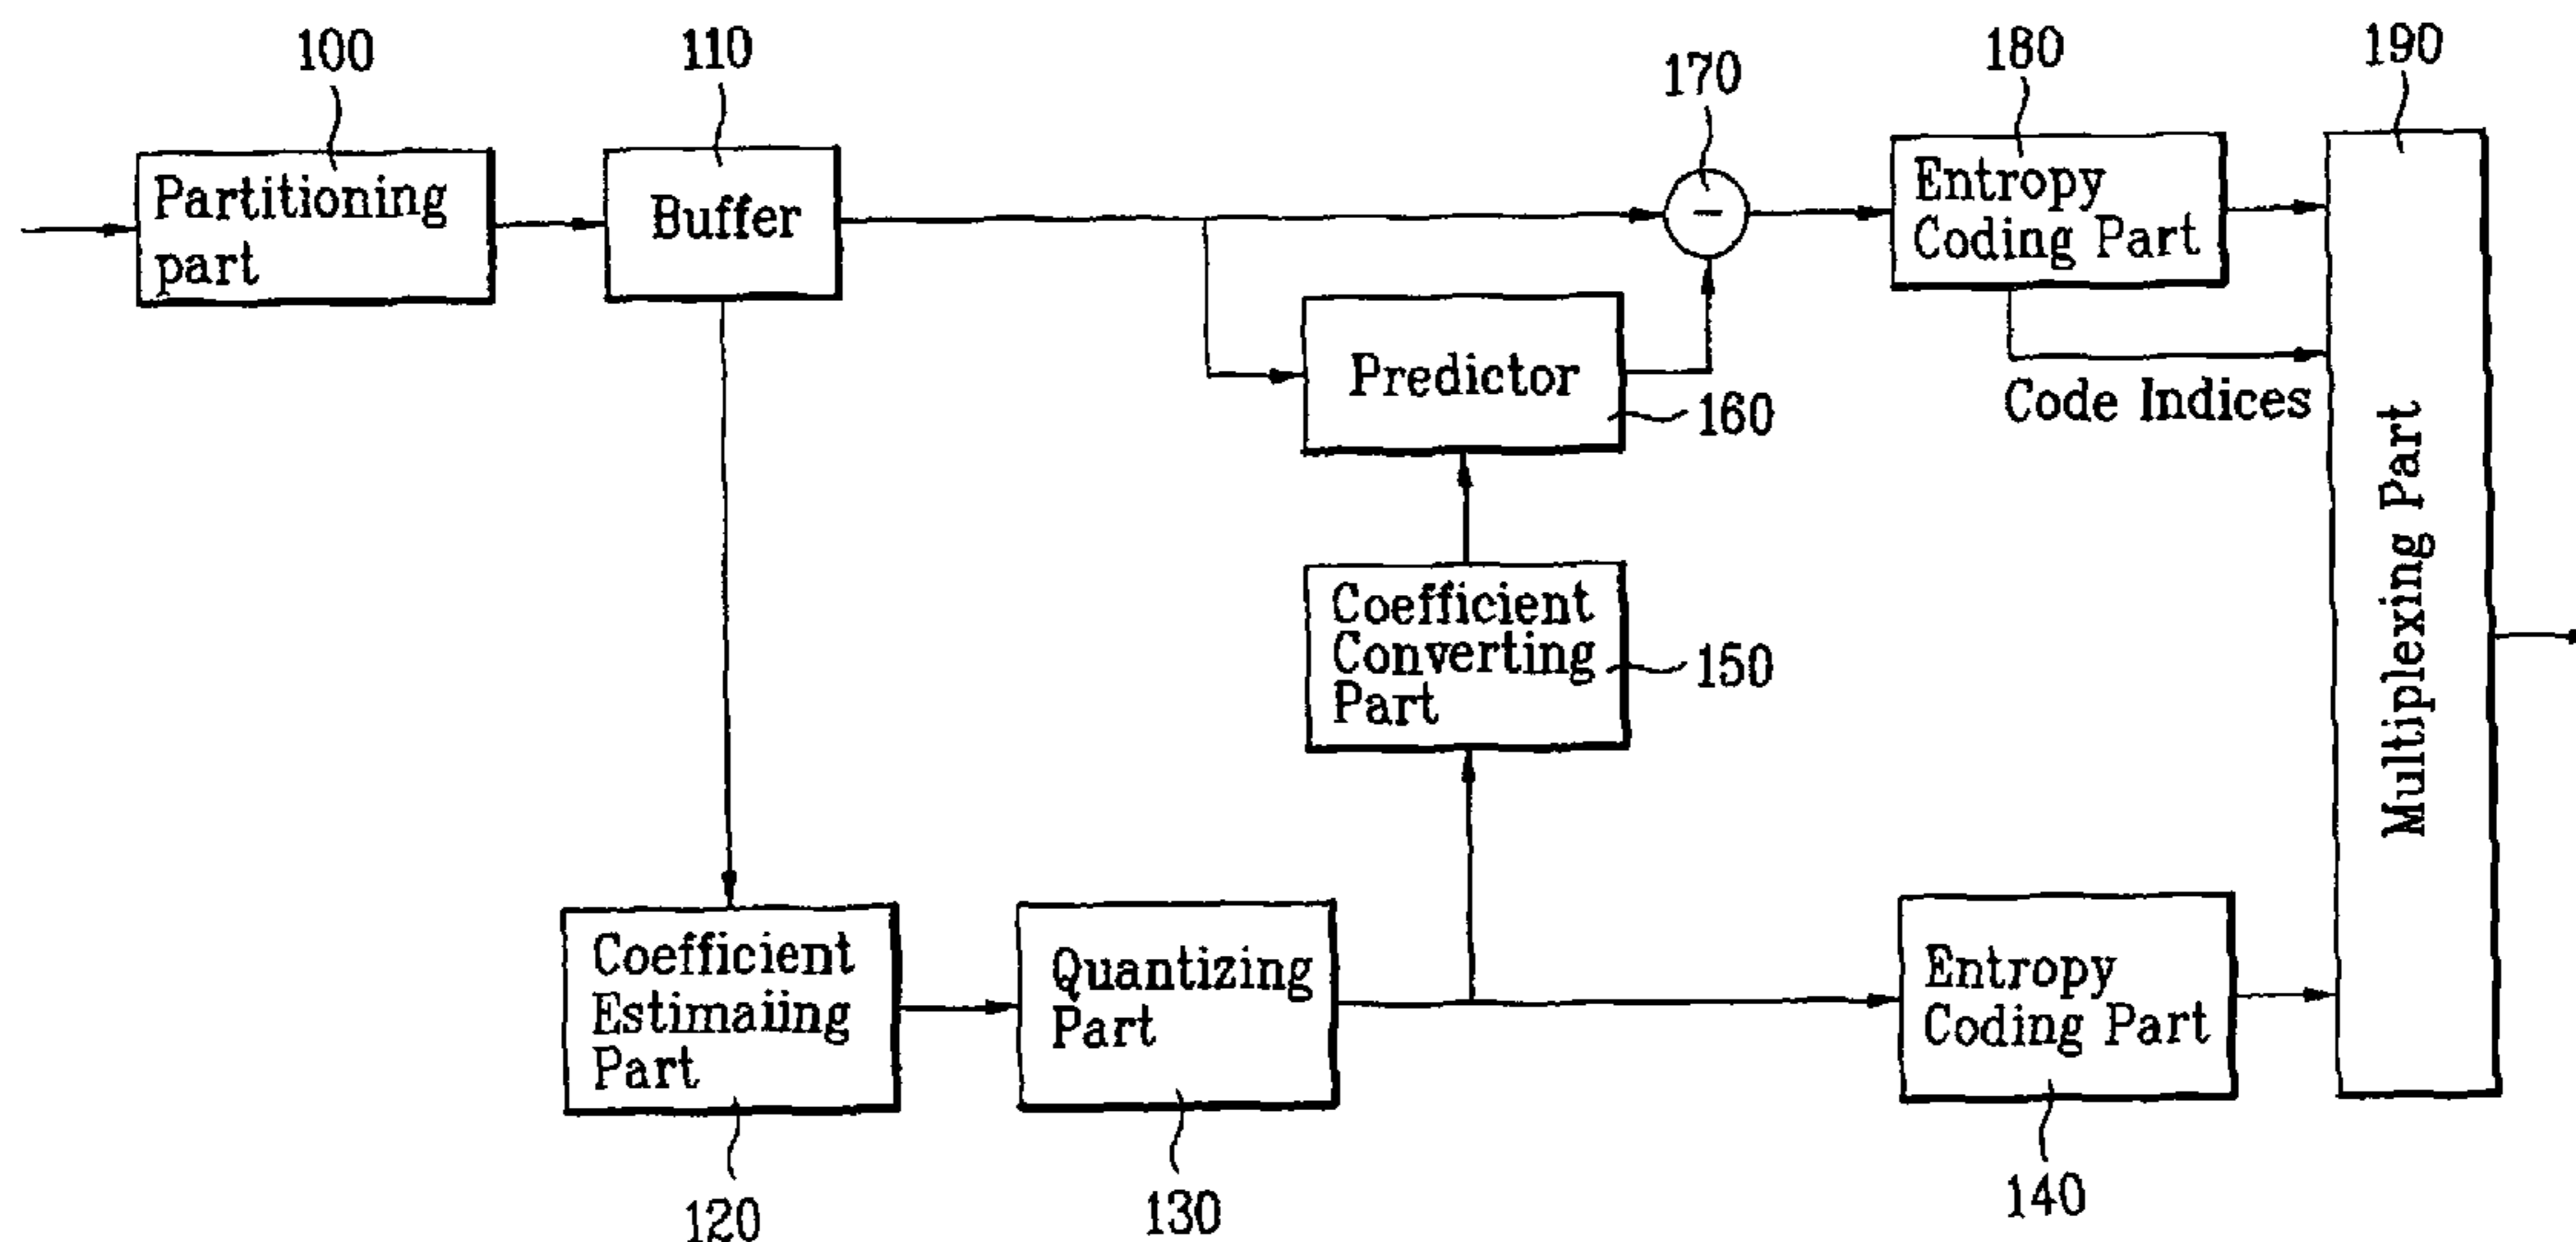 100
110
170
180
190
Partitioning
part
Buffer
-
Entropy
Coding Part
Code Indices
Predictor
160
Coefficient
Converting
Part
150
Multiplexing Part
Coefficient
Estimaiing
Part
Quantizing
Part
Entropy
Coding Part
120
130
140